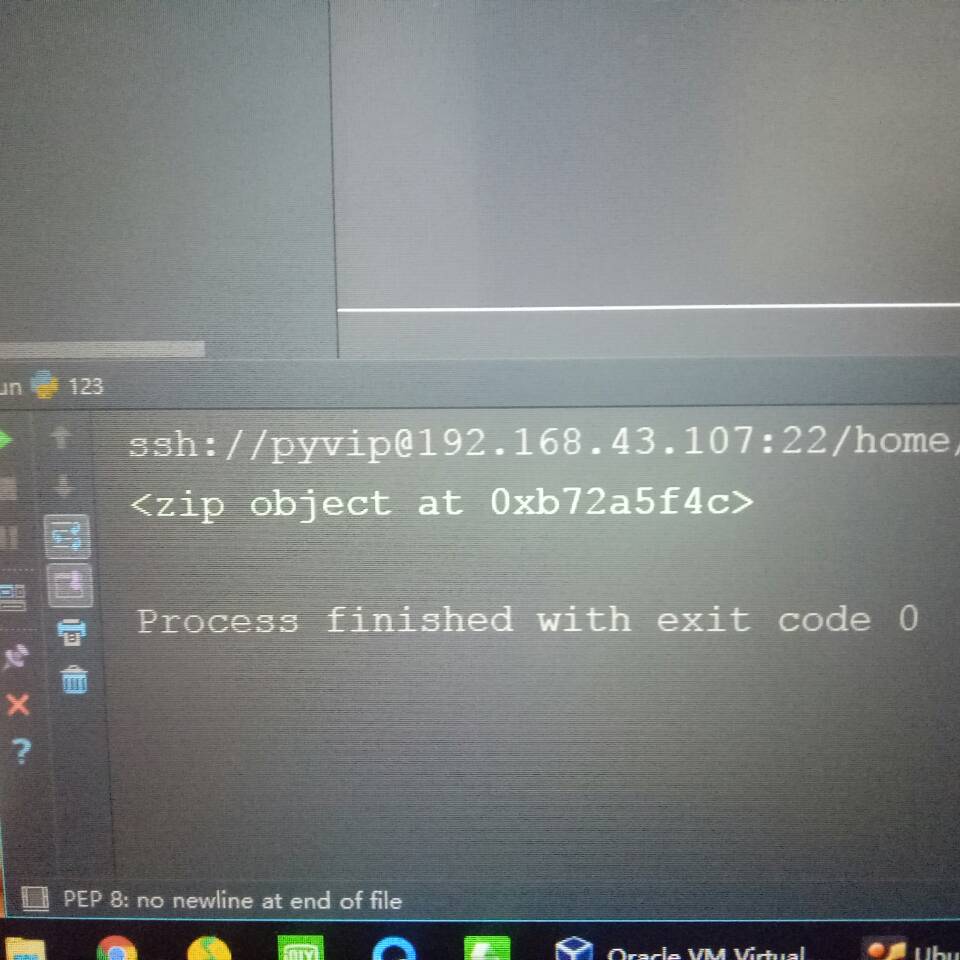 un 123
ssh://pyvip@192.168.43.107:22/home/
<zip object at 0xb72a5f4c>
Process finished with exit code 0
?
PEP 8: no newline at end of file
Oracle VM Virtual
Ubu